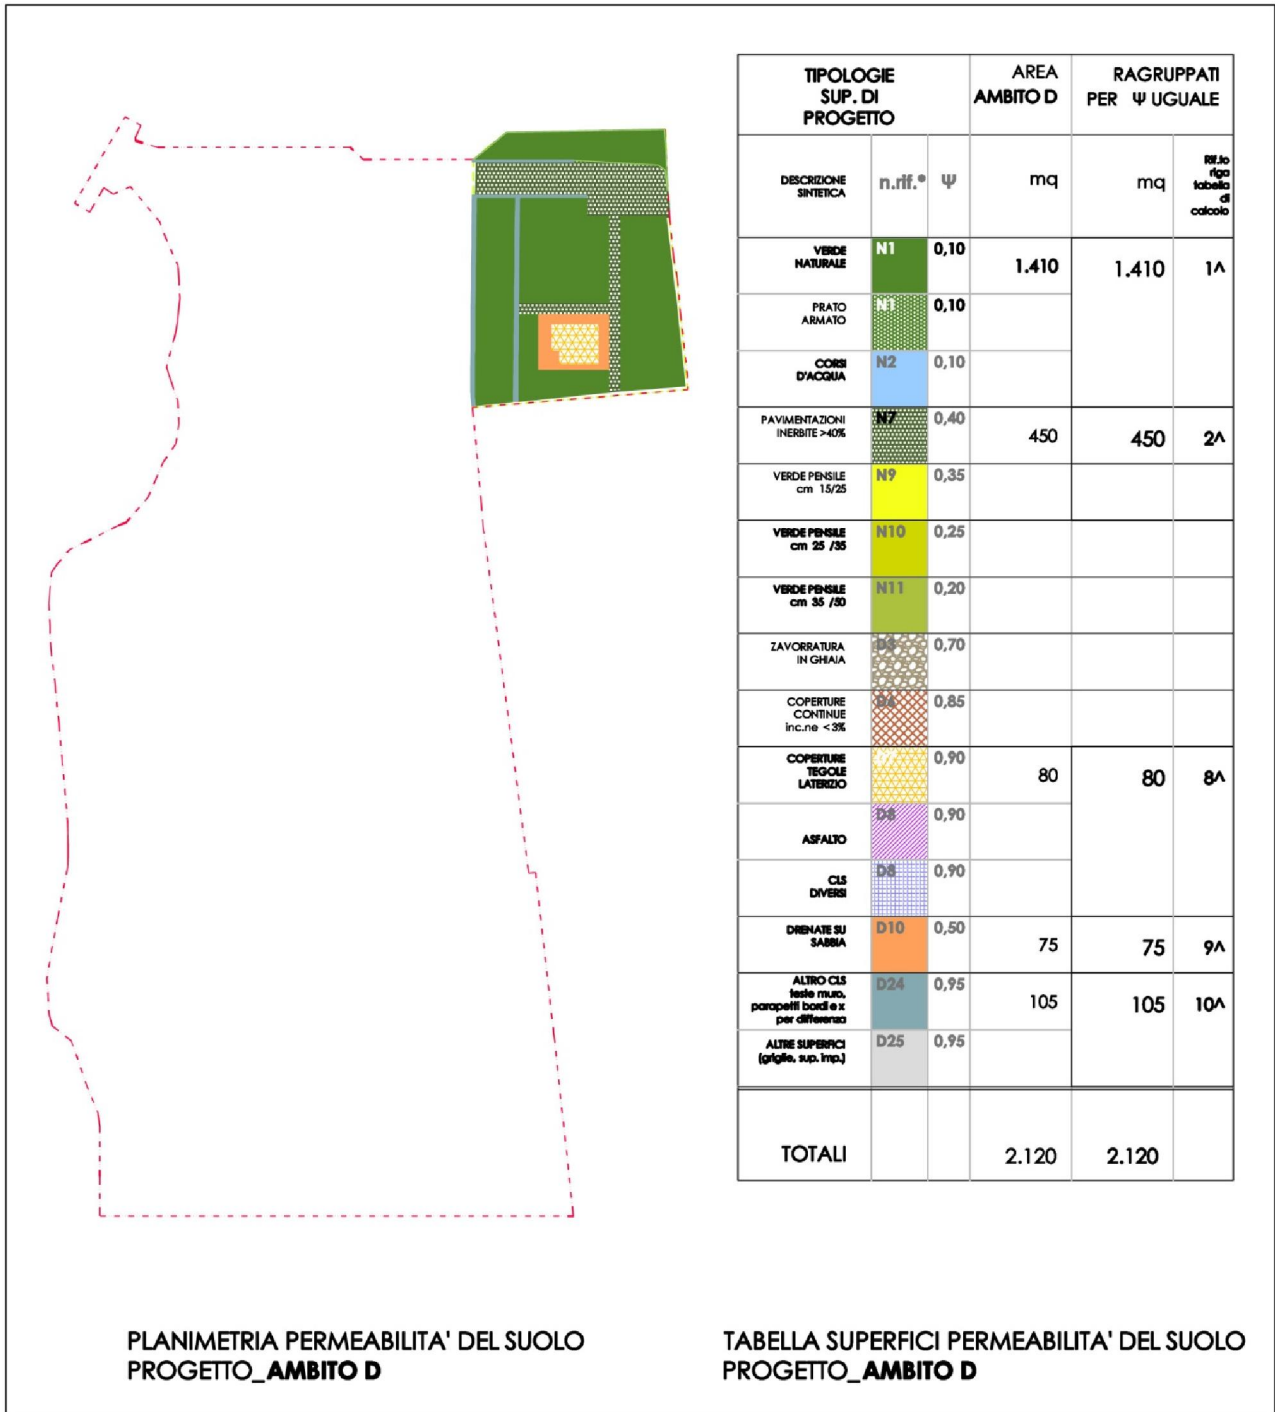 TIPOLOGIE
SUP. DI
PROGETTO
AREA
AMBITO D
RAGRUPPATI
PER Ψ UGUALE
DESCRIZIONE
SINTETICA
n.rif.°
Ψ
mq
mq
Rif.to
riga
tabella
di
calcolo
VERDE
NATURALE
N1
0,10
1.410
1.410
1^
PRATO
ARMATO
N1
0,10
CORSI
D'ACQUA
N2
0,10
PAVIMENTAZIONI
INERBITE >40%
N7
0,40
450
450
2^
VERDE PENSILE
cm 15/25
N9
0,35
VERDE PENSILE
cm 25 /35
N10
0,25
VERDE PENSILE
cm 35 /50
N11
0,20
ZAVORRATURA
IN GHIAIA
D3
0,70
COPERTURE
CONTINUE
inc.ne <3%
0,85
COPERTURE
TEGOLE
LATERIZIO
0,90
80
80
8^
ASFALTO
D8
0,90
CLS
DIVERSI
D8
0,90
DRENATE SU
SABBIA
D10
0,50
75
75
9^
ALTRO CLS
teste muro,
parapetti bordi e x
per differenza
D24
0,95
105
105
10^
ALTRE SUPERFICI
(griglie, sup. imp.)
D25
0,95
TOTALI
2.120
2.120
PLANIMETRIA PERMEABILITA' DEL SUOLO
PROGETTO_AMBITO D
TABELLA SUPERFICI PERMEABILITA' DEL SUOLO
PROGETTO_AMBITO D